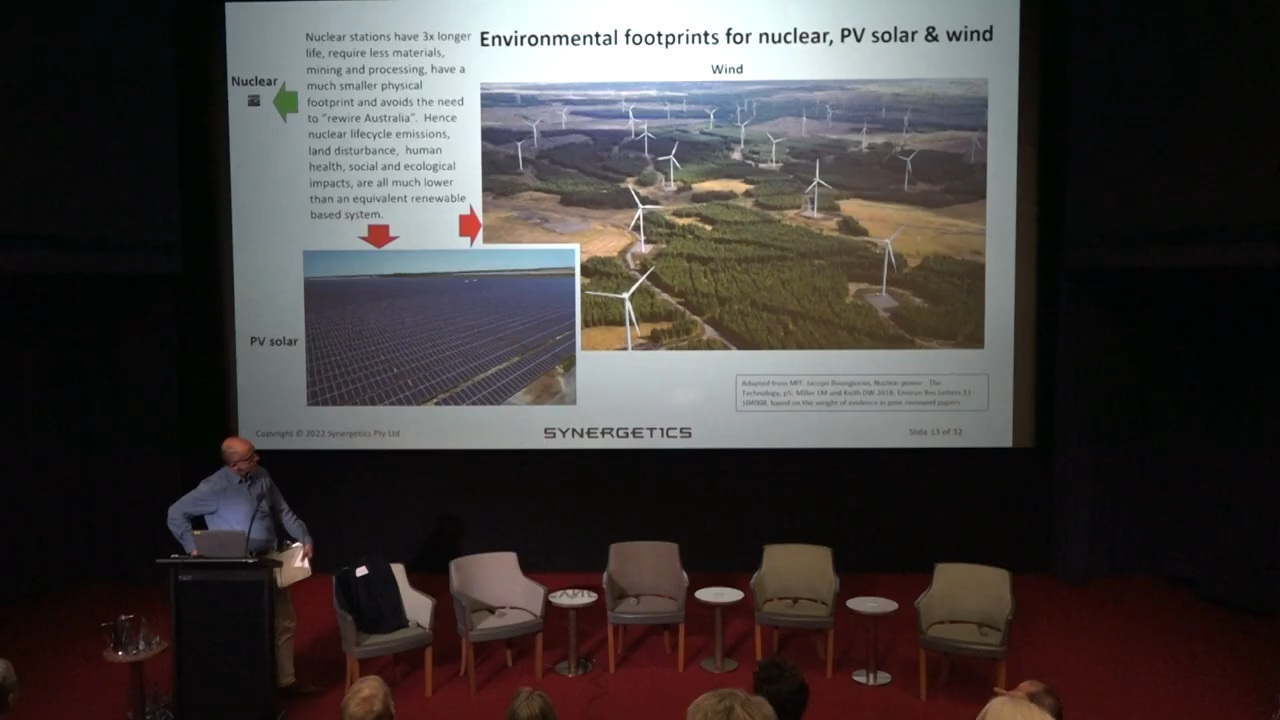 Environmental footprints for nuclear, PV solar & wind
Nuclear stations have 3x longer
life, require less materials,
mining and processing, have a
much smaller physical
footprint and avoids the need
to “rewire Australia”. Hence
nuclear lifecycle emissions,
land disturbance, human
health, social and ecological
impacts, are all much lower
than an equivalent renewable
based system.
Nuclear
Wind
PV solar
Adapted from MIT: Jacopo Buongiorno, Nuclear power - The
Technology, p5; Miller LM and Keith DW 2018, Environ Res Letters 13
104008, based on the weight of evidence in peer reviewed papers
Copyright © 2022 Synergetics Pty Ltd
SYNERGETICS
Slide 13 of 32